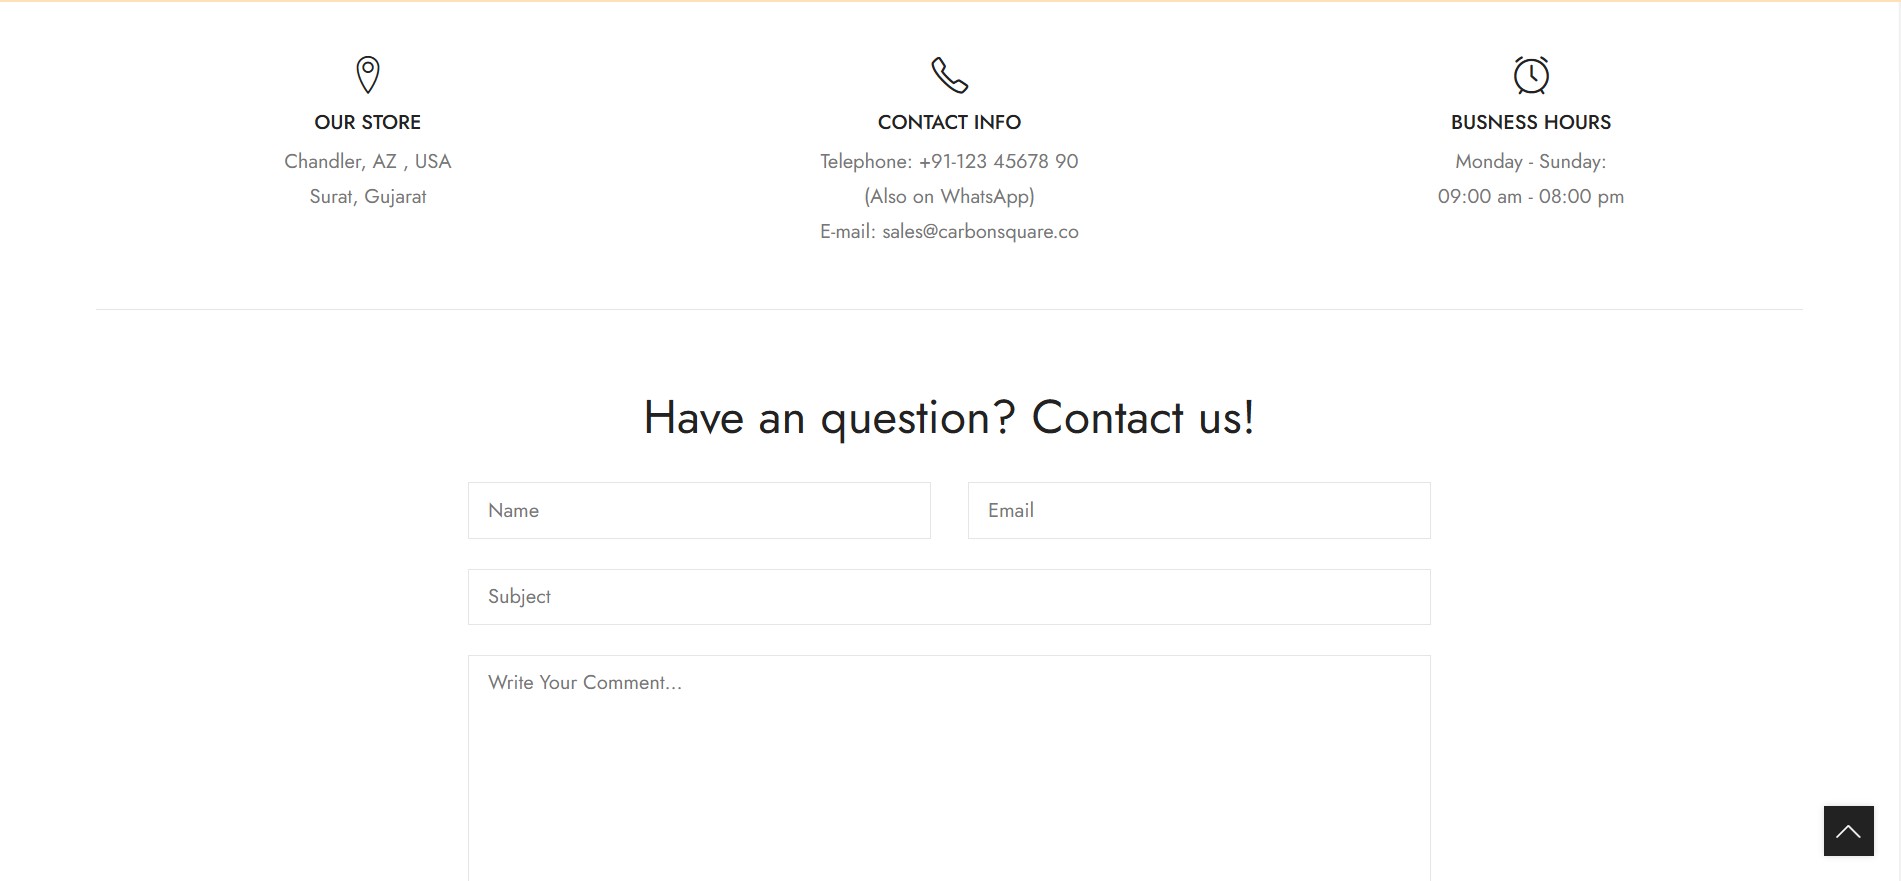 OUR STORE
Chandler, AZ , USA
Surat, Gujarat
CONTACT INFO
Telephone: +91-123 45678 90
(Also on WhatsApp)
E-mail: sales@carbonsquare.co
BUSNESS HOURS
Monday - Sunday:
09:00 am - 08:00 pm
Have an question? Contact us!
Name
Email
Subject
Write Your Comment...